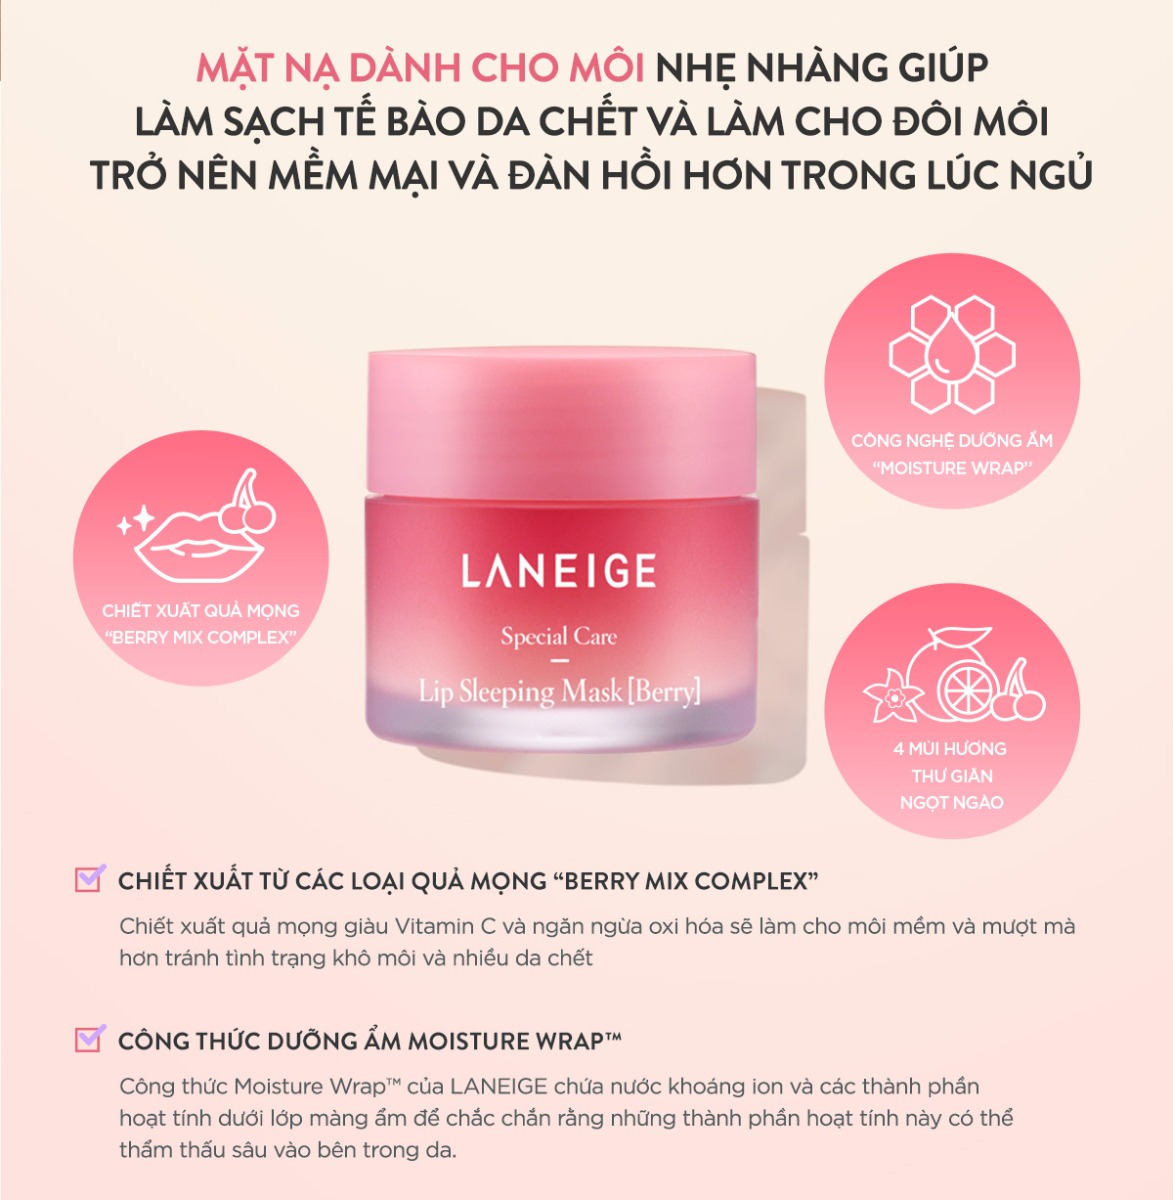 MẶT NẠ DÀNH CHO MÔI NHẸ NHÀNG GIÚP
LÀM SẠCH TẾ BÀO DA CHẾT VÀ LÀM CHO ĐÔI MÔI
TRỞ NÊN MỀM MẠI VÀ ĐÀN HỒI HƠN TRONG LÚC NGỦ
CÔNG NGHỆ DƯỠNG ẨM
“MOISTURE WRAP”
CHIẾT XUẤT QUẢ MỌNG
“BERRY MIX COMPLEX”
LANEIGE
Special Care
Lip Sleeping Mask [Berry]
4 MÙI HƯƠNG
THƯ GIÃN
NGỌT NGÀO
CHIẾT XUẤT TỪ CÁC LOẠI QUẢ MỌNG “BERRY MIX COMPLEX”
Chiết xuất quả mọng giàu Vitamin C và ngăn ngừa oxi hóa sẽ làm cho môi mềm và mượt mà
hơn tránh tình trạng khô môi và nhiều da chết
CÔNG THỨC DƯỠNG ẨM MOISTURE WRAP™
Công thức Moisture Wrap™ của LANEIGE chứa nước khoáng ion và các thành phần
hoạt tính dưới lớp màng ẩm để chắc chắn rằng những thành phần hoạt tính này có thể
thẩm thấu sâu vào bên trong da.